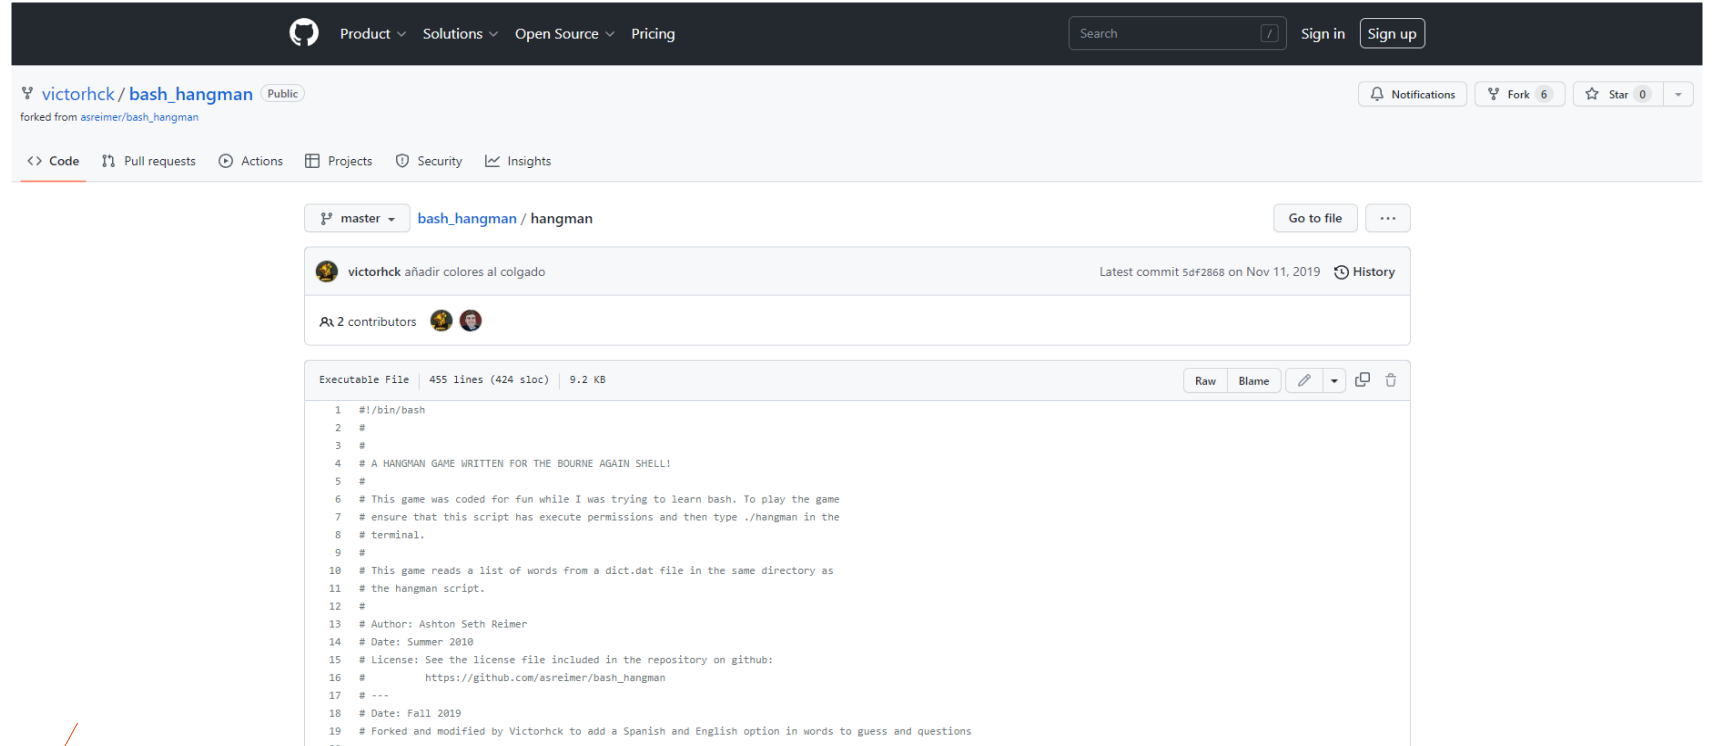 Product Solutions Open Source Pricing Search / Sign in Sign up
victorhck / bash_hangman Public Notifications Fork 6 Star 0
forked from asreimer/bash_hangman
<> Code Pull requests Actions Projects Security Insights
master bash_hangman / hangman Go to file ...
victorhck añadir colores al colgado Latest commit 5df2868 on Nov 11, 2019 History
2 contributors
Executable File 455 lines (424 sloc) 9.2 KB Raw Blame
1 #!/bin/bash
2 #
3 #
4 # A HANGMAN GAME WRITTEN FOR THE BOURNE AGAIN SHELL!
5 #
6 # This game was coded for fun while I was trying to learn bash. To play the game
7 # ensure that this script has execute permissions and then type ./hangman in the
8 # terminal.
9 #
10 # This game reads a list of words from a dict.dat file in the same directory as
11 # the hangman script.
12 #
13 # Author: Ashton Seth Reimer
14 # Date: Summer 2010
15 # License: See the license file included in the repository on github:
16 # https://github.com/asreimer/bash_hangman
17 # ---
18 # Date: Fall 2019
19 # Forked and modified by Victorhck to add a Spanish and English option in words to guess and questions